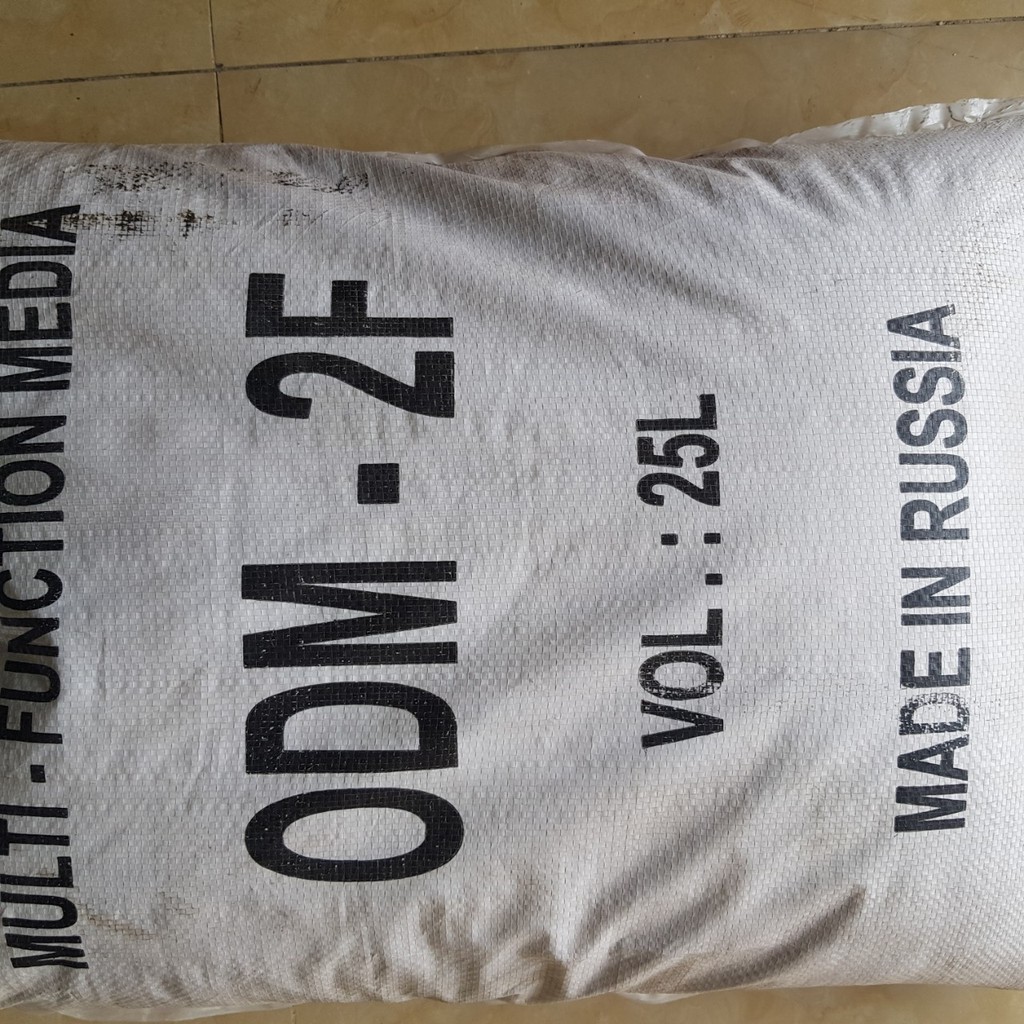 MULTI - FUNCTION MEDIA
ODM - 2F
VOL. : 25L
MADE IN RUSSIA